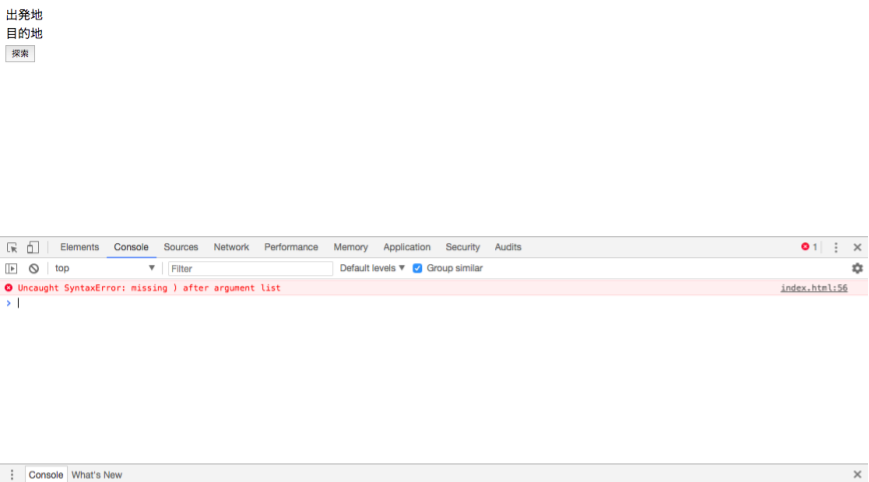 出発地
目的地
探索
Elements Console Sources Network Performance Memory Application Security Audits 1
top Filter Default levels Group similar
Uncaught SyntaxError: missing ) after argument list index.html:56
Console What's New